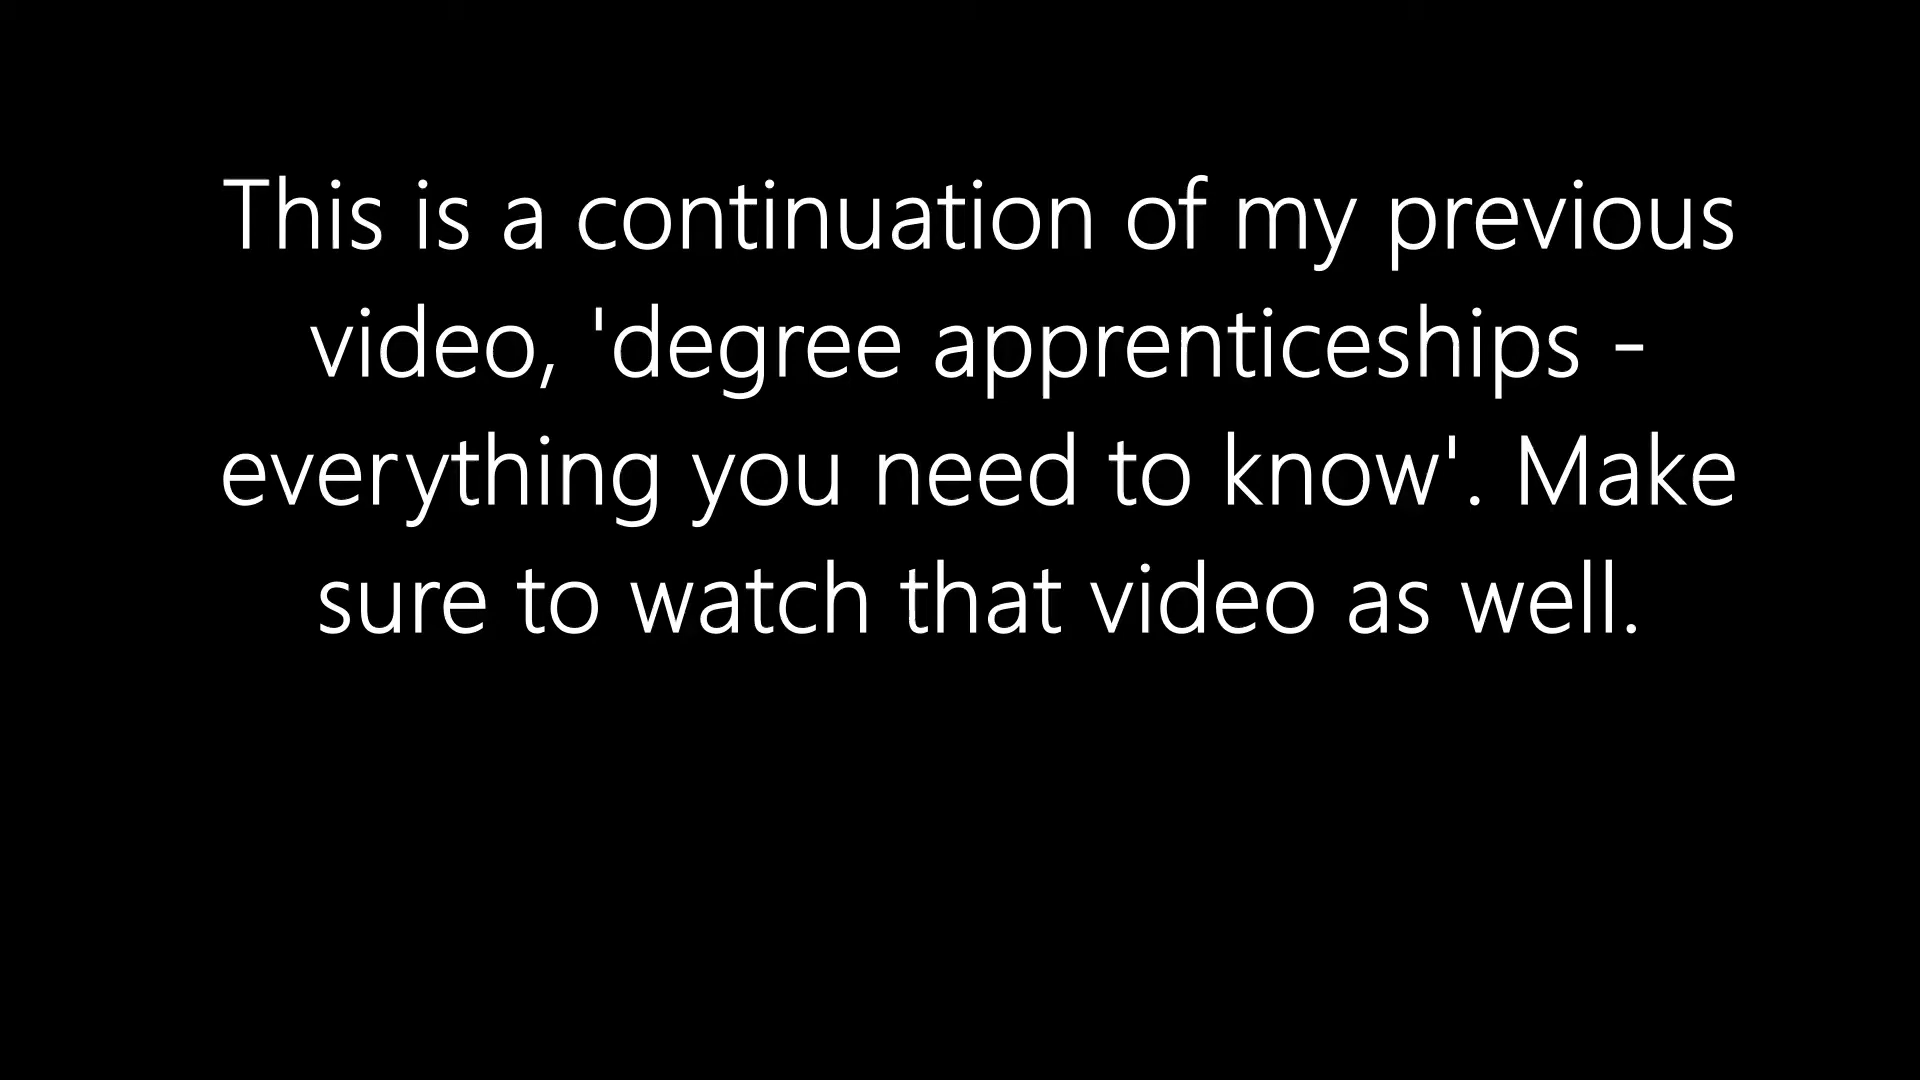 This is a continuation of my previous
video, 'degree apprenticeships -
everything you need to know'. Make
sure to watch that video as well.